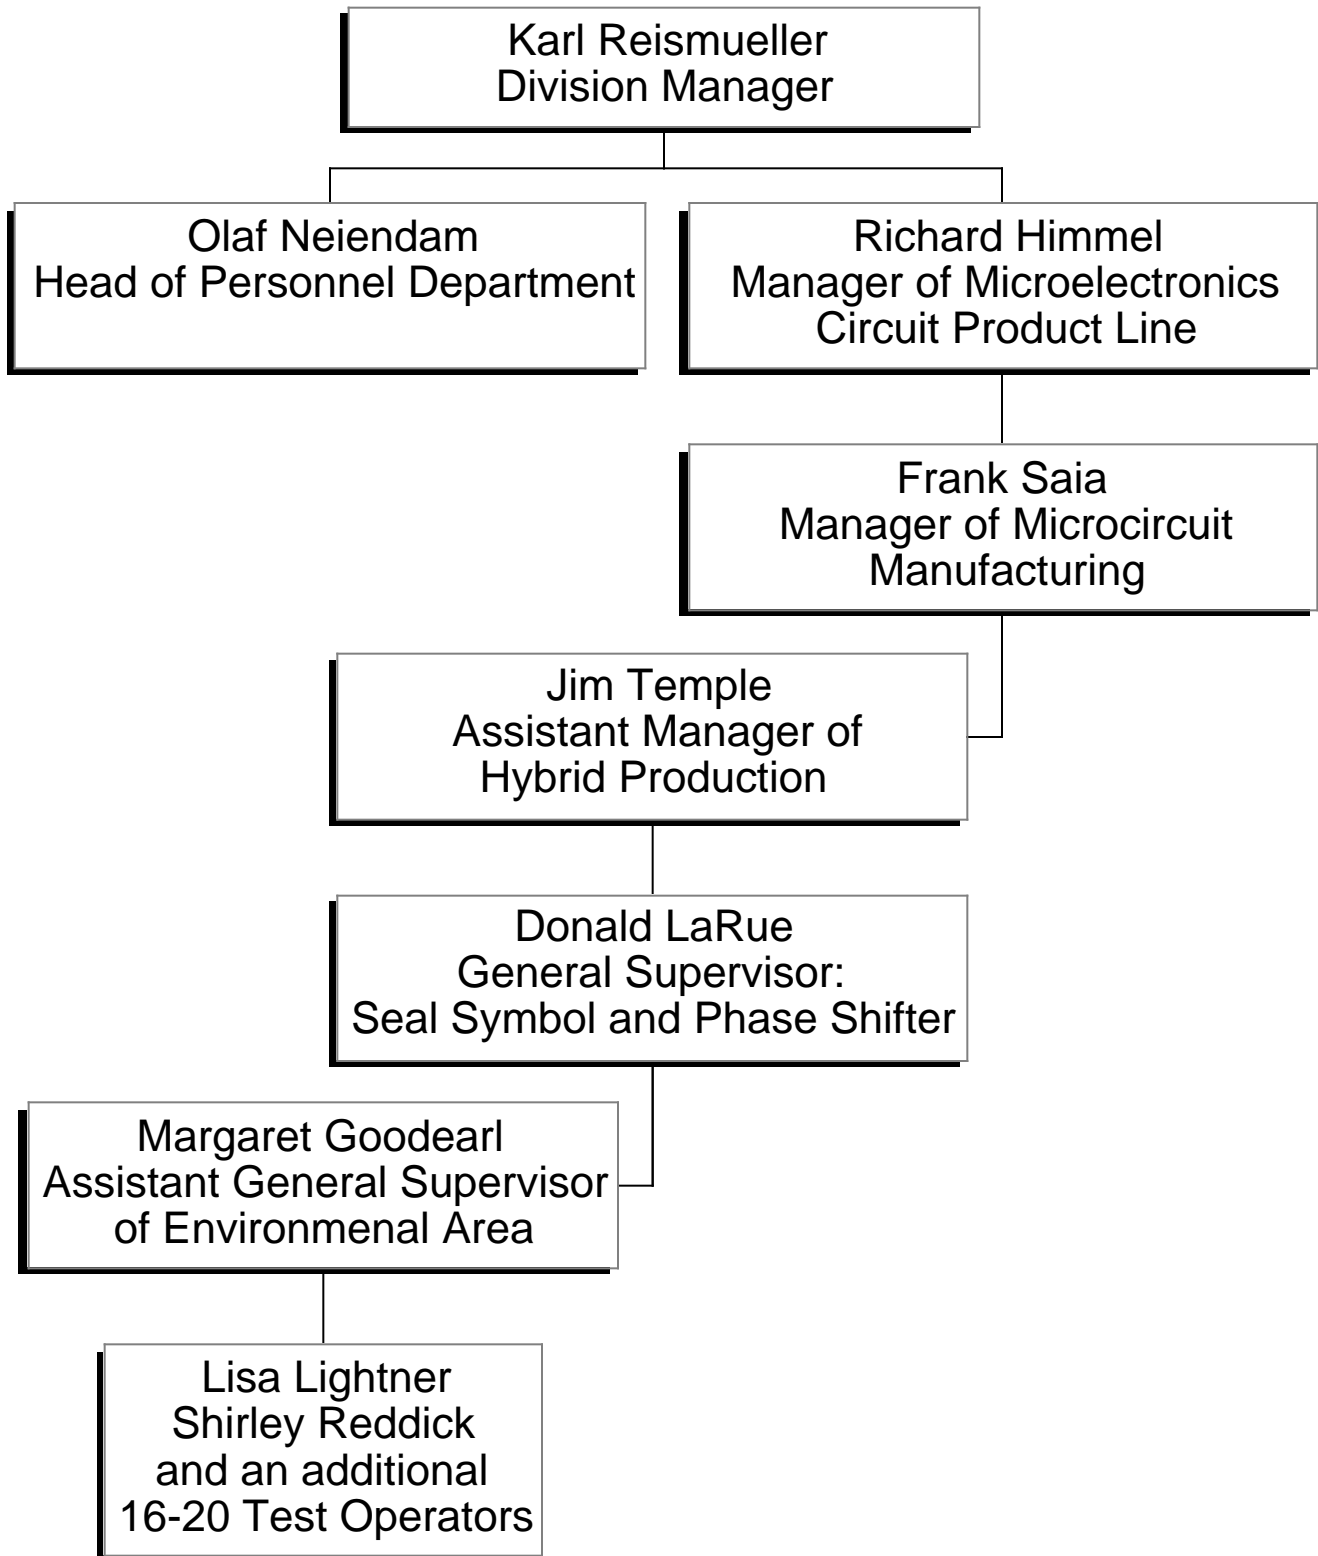 Karl Reismueller
Division Manager
Olaf Neiendam
Head of Personnel Department
Richard Himmel
Manager of Microelectronics
Circuit Product Line
Frank Saia
Manager of Microcircuit
Manufacturing
Jim Temple
Assistant Manager of
Hybrid Production
Donald LaRue
General Supervisor:
Seal Symbol and Phase Shifter
Margaret Goodearl
Assistant General Supervisor
of Environmenal Area
Lisa Lightner
Shirley Reddick
and an additional
16-20 Test Operators